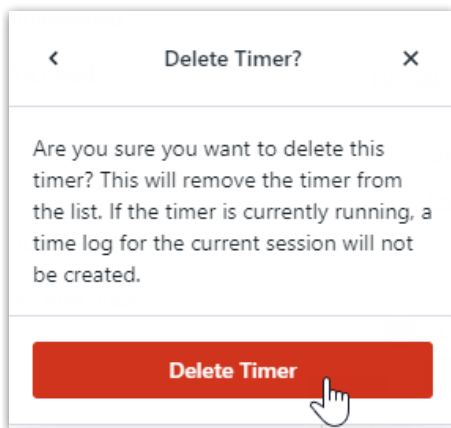 Delete Timer?
Are you sure you want to delete this
timer? This will remove the timer from
the list. If the timer is currently running, a
time log for the current session will not
be created.
Delete Timer